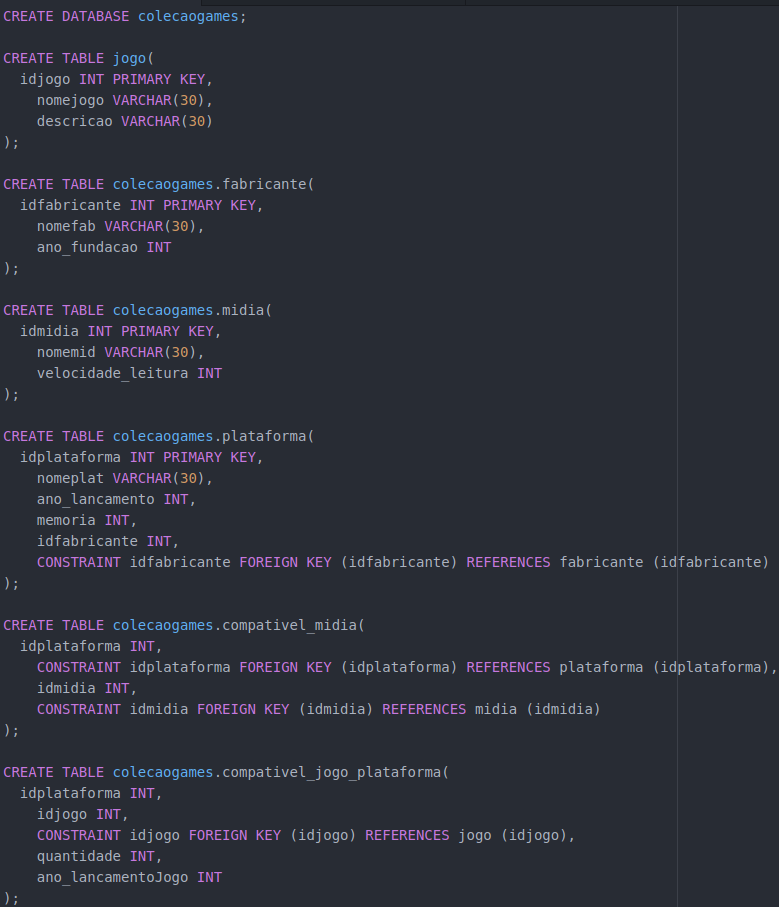 CREATE DATABASE colecaogames;
CREATE TABLE jogo(
idjogo INT PRIMARY KEY,
nomejogo VARCHAR(30),
descricao VARCHAR(30)
);
CREATE TABLE colecaogames.fabricante(
idfabricante INT PRIMARY KEY,
nomefab VARCHAR(30),
ano_fundacao INT
);
CREATE TABLE colecaogames.midia(
idmidia INT PRIMARY KEY,
nomemid VARCHAR(30),
velocidade_leitura INT
);
CREATE TABLE colecaogames.plataforma(
idplataforma INT PRIMARY KEY,
nomeplat VARCHAR(30),
ano_lancamento INT,
memoria INT,
idfabricante INT,
CONSTRAINT idfabricante FOREIGN KEY (idfabricante) REFERENCES fabricante (idfabricante)
);
CREATE TABLE colecaogames.compativel_midia(
idplataforma INT,
CONSTRAINT idplataforma FOREIGN KEY (idplataforma) REFERENCES plataforma (idplataforma),
idmidia INT,
CONSTRAINT idmidia FOREIGN KEY (idmidia) REFERENCES midia (idmidia)
);
CREATE TABLE colecaogames.compativel_jogo_plataforma(
idplataforma INT,
idjogo INT,
CONSTRAINT idjogo FOREIGN KEY (idjogo) REFERENCES jogo (idjogo),
quantidade INT,
ano_lancamentoJogo INT
);